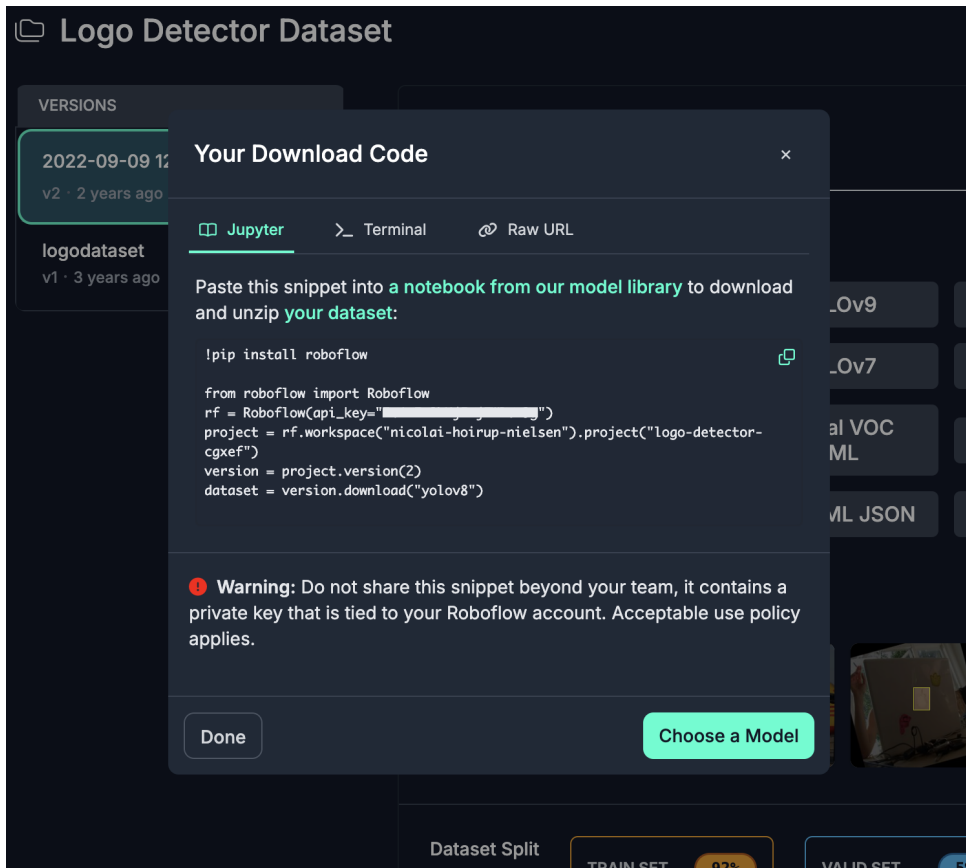 Logo Detector Dataset
VERSIONS
2022-09-09 12
v2 · 2 years ago
logodataset
v1 · 3 years ago
Your Download Code
×
Jupyter
Terminal
Raw URL
Paste this snippet into a notebook from our model library to download
and unzip your dataset:
!pip install roboflow
from roboflow import Roboflow
rf = Roboflow(api_key="")
project = rf.workspace("nicolai-hoirup-nielsen").project("logo-detector-
cgxef")
version = project.version(2)
dataset = version.download("yolov8")
Warning: Do not share this snippet beyond your team, it contains a
private key that is tied to your Roboflow account. Acceptable use policy
applies.
Done
Choose a Model
LOv9
LOv7
al VOC
ML
ML JSON
Dataset Split
TRAIN SET
92%
VALID SET